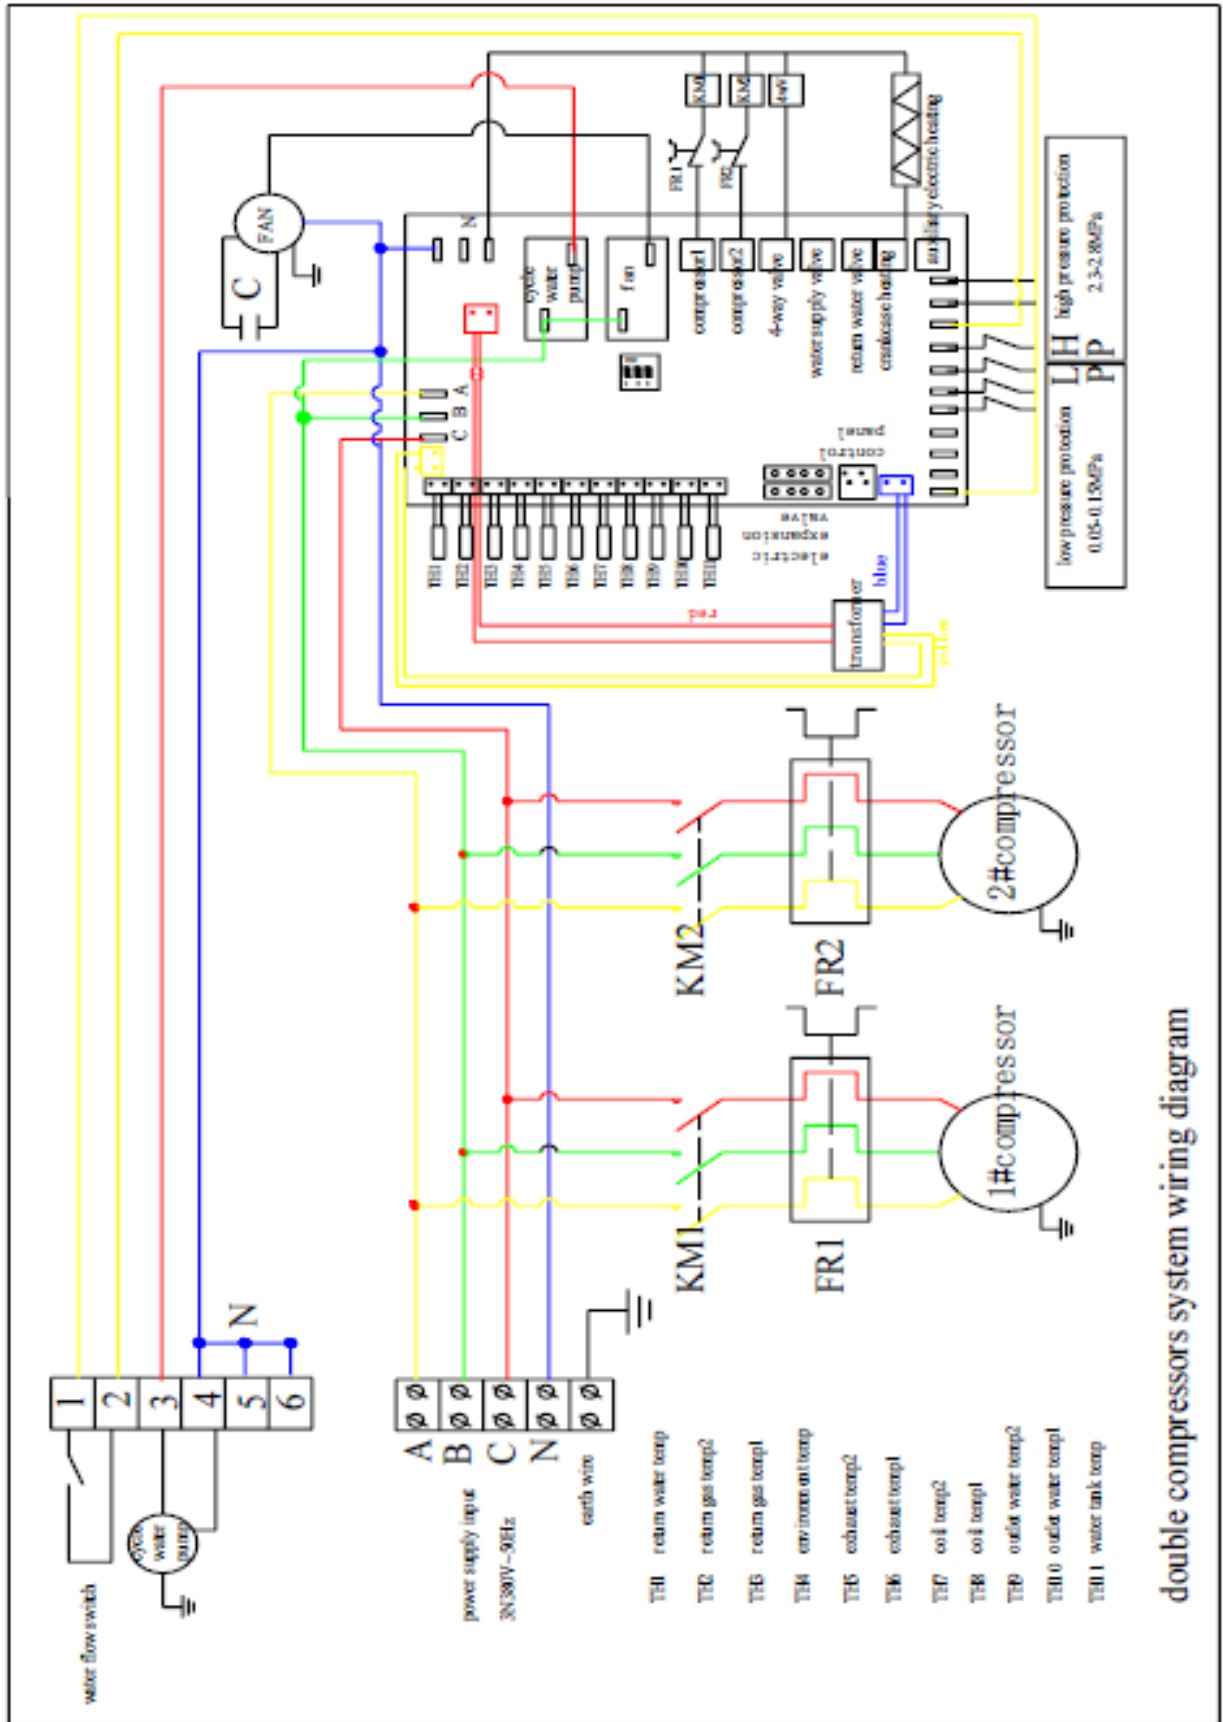 double compressors system wiring diagram
water flow switch
cycle
water
pump
1
2
3
4
5
6
N
A
B
C
N
power supply input
3N380V~50Hz
earth wire
TH1 return water temp
TH2 return gas temp2
TH3 return gas temp1
TH4 environment temp
TH5 exhaust temp2
TH6 exhaust temp1
TH7 coil temp2
TH8 coil temp1
TH9 outlet water temp2
TH10 outlet water temp1
TH11 water tank temp
KM1
FR1
1#compressor
KM2
FR2
2#compressor
FAN
C
N
A
B
C
cycle
water
pump
fan
TH1
TH2
TH3
TH4
TH5
TH6
TH7
TH8
TH9
TH10
TH11
red
transformer
blue
yellow
electric
expansion
valve
control
panel
compressor1
compressor2
4-way valve
water supply valve
return water valve
crankcase heating
auxiliary electric heating
FR1
FR2
KM1
KM2
4wV
LP
HP
low pressure protection
0.05-0.15MPa
high pressure protection
2.3-2.8MPa